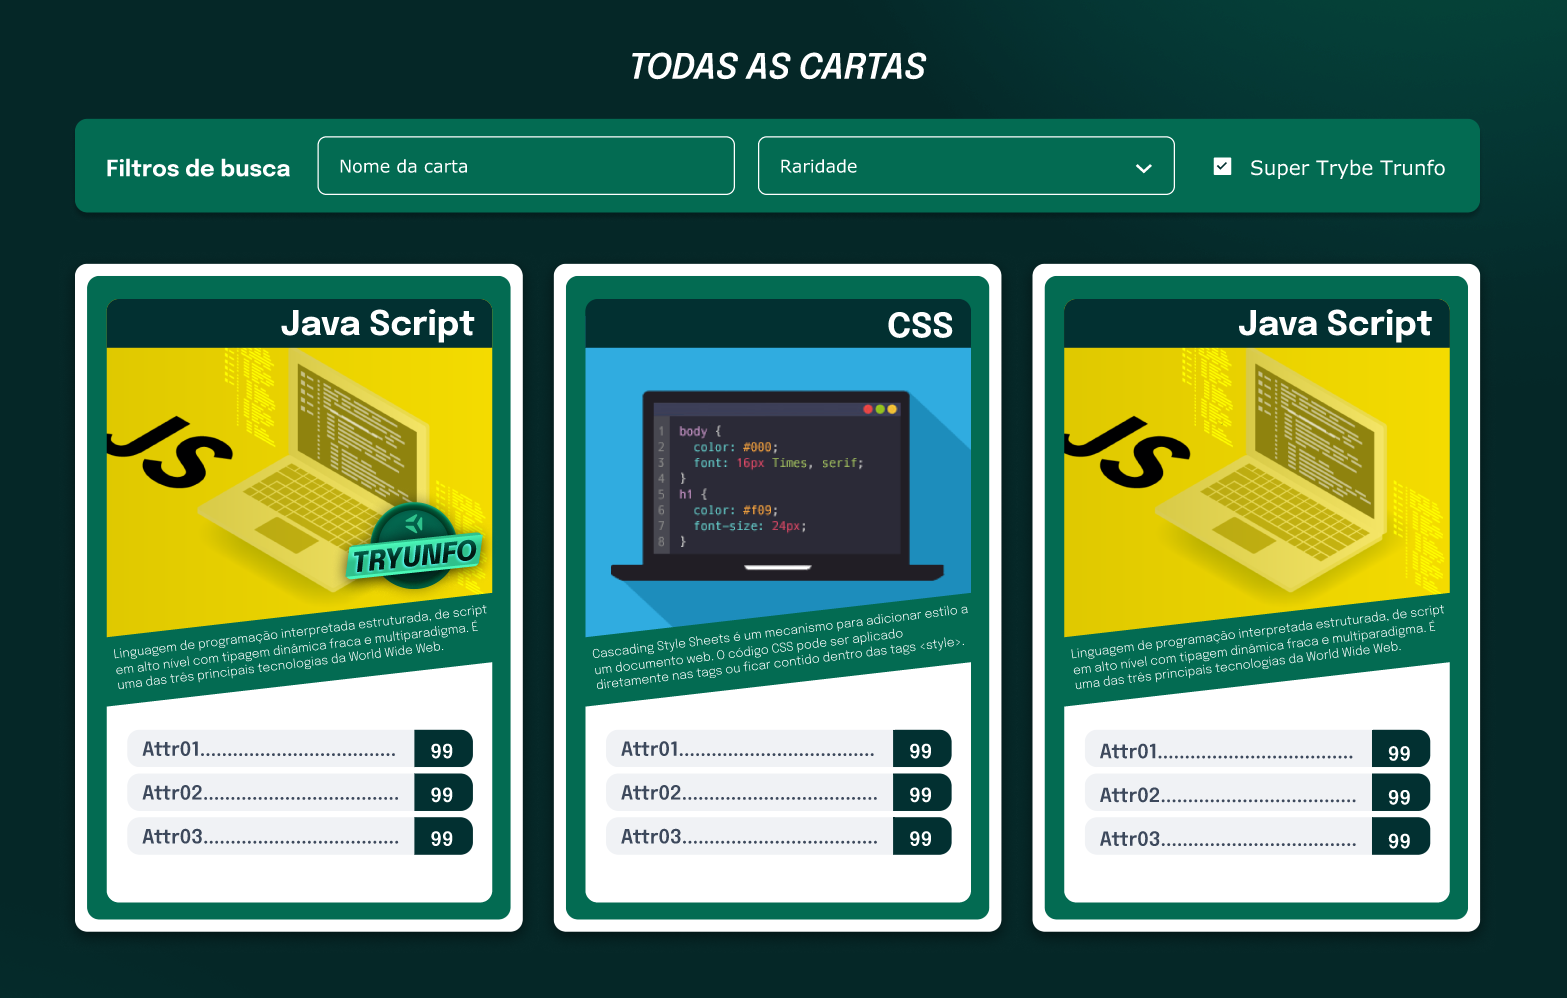 TODAS AS CARTAS
Filtros de busca
Nome da carta
Raridade
Super Trybe Trunfo
Java Script
JS
TRYUNFO
Linguagem de programação interpretada estruturada, de script
em alto nível com tipagem dinâmica fraca e multiparadigma. É
uma das três principais tecnologias da World Wide Web.
Attr01.................................... 99
Attr02.................................... 99
Attr03.................................... 99
CSS
1 body {
2 color: #000;
3 font: 16px Times, serif;
4 }
5 h1 {
6 color: #f09;
7 font-size: 24px;
8 }
Cascading Style Sheets é um mecanismo para adicionar estilo a
um documento web. O código CSS pode ser aplicado
diretamente nas tags ou ficar contido dentro das tags <style>.
Attr01.................................... 99
Attr02.................................... 99
Attr03.................................... 99
Java Script
JS
Linguagem de programação interpretada estruturada, de script
em alto nível com tipagem dinâmica fraca e multiparadigma. É
uma das três principais tecnologias da World Wide Web.
Attr01.................................... 99
Attr02.................................... 99
Attr03.................................... 99